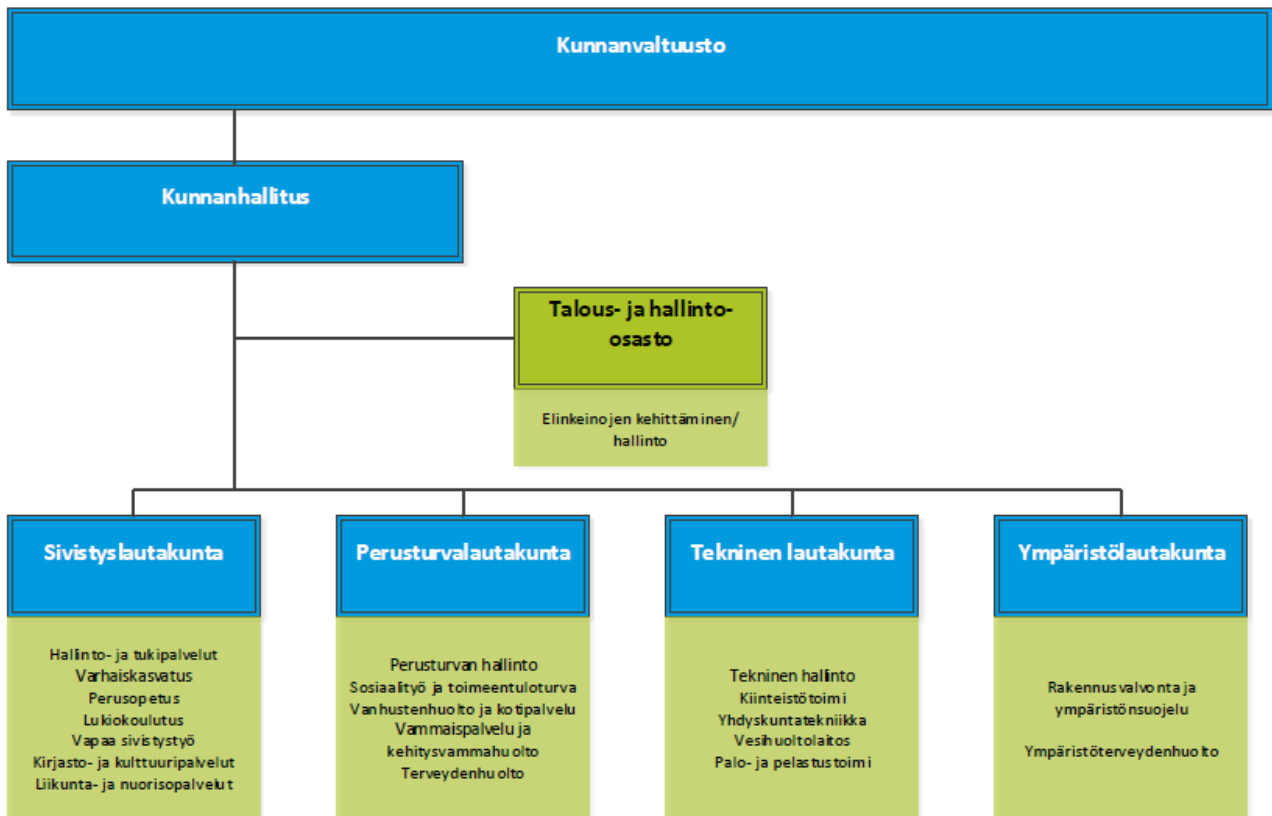 Kunnanvaltuusto
Kunnanhallitus
Talous- ja hallinto-
osasto
Elinkeinojen kehittäminen/
hallinto
Sivistyslautakunta
Hallinto- ja tukipalvelut
Varhaiskasvatus
Perusopetus
Lukiokoulutus
Vapaa sivistystyö
Kirjasto- ja kulttuuripalvelut
Liikunta- ja nuorisopalvelut
Perusturvalautakunta
Perusturvan hallinto
Sosiaalityö ja toimeentuloturva
Vanhustenhuolto ja kotipalvelu
Vammaispalvelu ja
kehitysvammahuolto
Terveydenhuolto
Tekninen lautakunta
Tekninen hallinto
Kiinteistötoimi
Yhdyskuntatekniikka
Vesihuoltolaitos
Palo- ja pelastustoimi
Ympäristölautakunta
Rakennusvalvonta ja
ympäristönsuojelu
Ympäristöterveydenhuolto